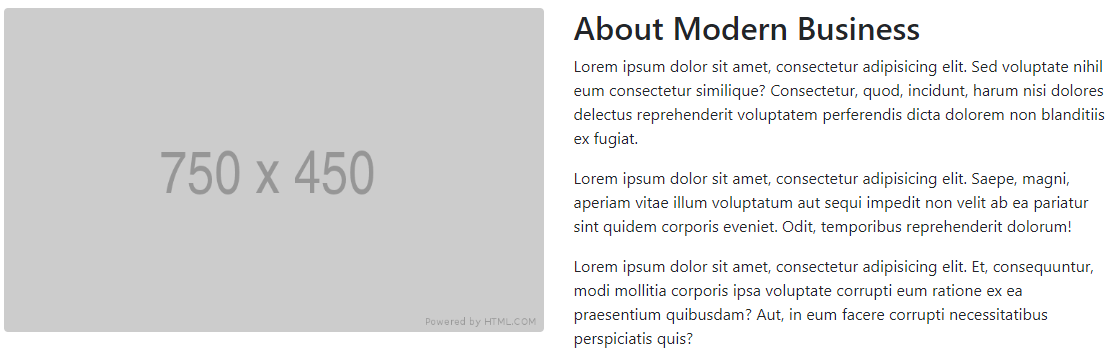 750 x 450
Powered by HTML.COM
About Modern Business
Lorem ipsum dolor sit amet, consectetur adipisicing elit. Sed voluptate nihil
eum consectetur similique? Consectetur, quod, incidunt, harum nisi dolores
delectus reprehenderit voluptatem perferendis dicta dolorem non blanditiis
ex fugiat.
Lorem ipsum dolor sit amet, consectetur adipisicing elit. Saepe, magni,
aperiam vitae illum voluptatum aut sequi impedit non velit ab ea pariatur
sint quidem corporis eveniet. Odit, temporibus reprehenderit dolorum!
Lorem ipsum dolor sit amet, consectetur adipisicing elit. Et, consequuntur,
modi mollitia corporis ipsa voluptate corrupti eum ratione ex ea
praesentium quibusdam? Aut, in eum facere corrupti necessitatibus
perspiciatis quis?